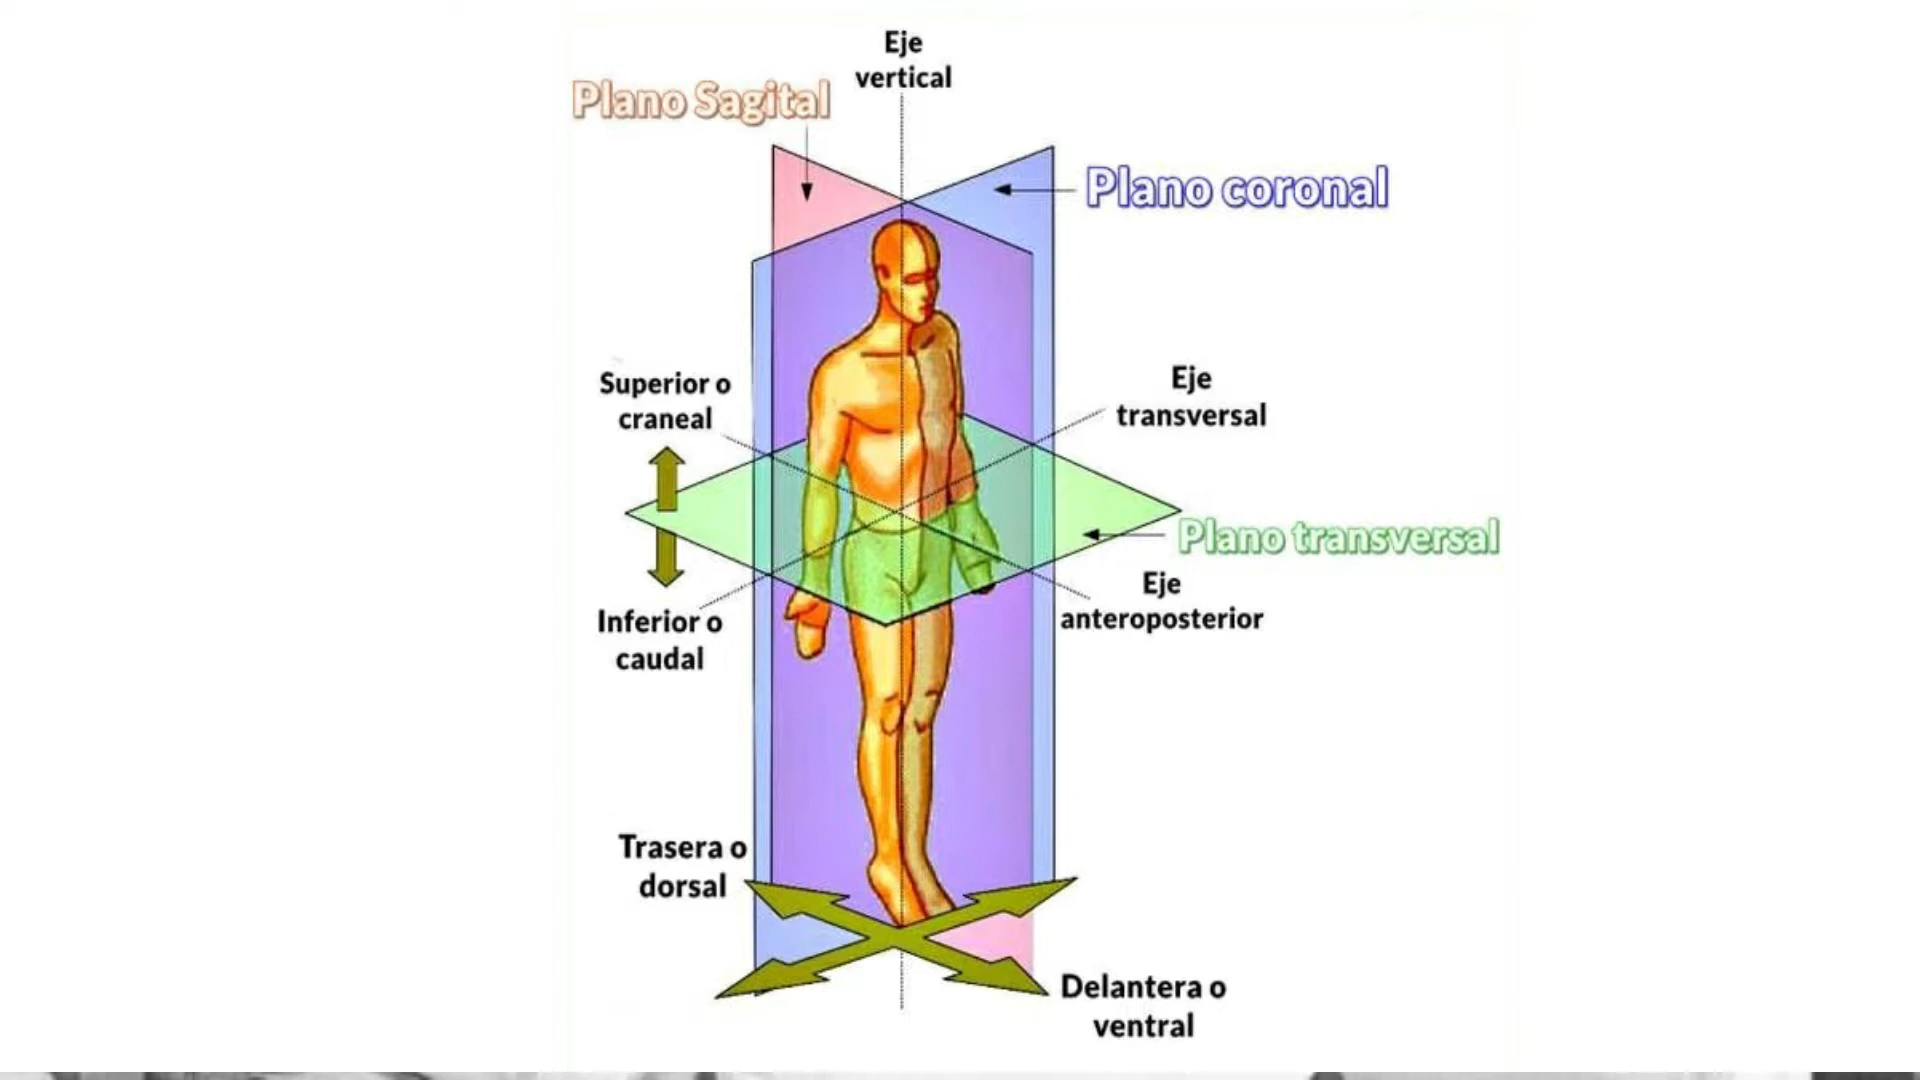 Eje
vertical
Plano Sagital
Plano coronal
Superior o
craneal
Eje
transversal
Plano transversal
Eje
anteroposterior
Inferior o
caudal
Trasera o
dorsal
Delantera o
ventral